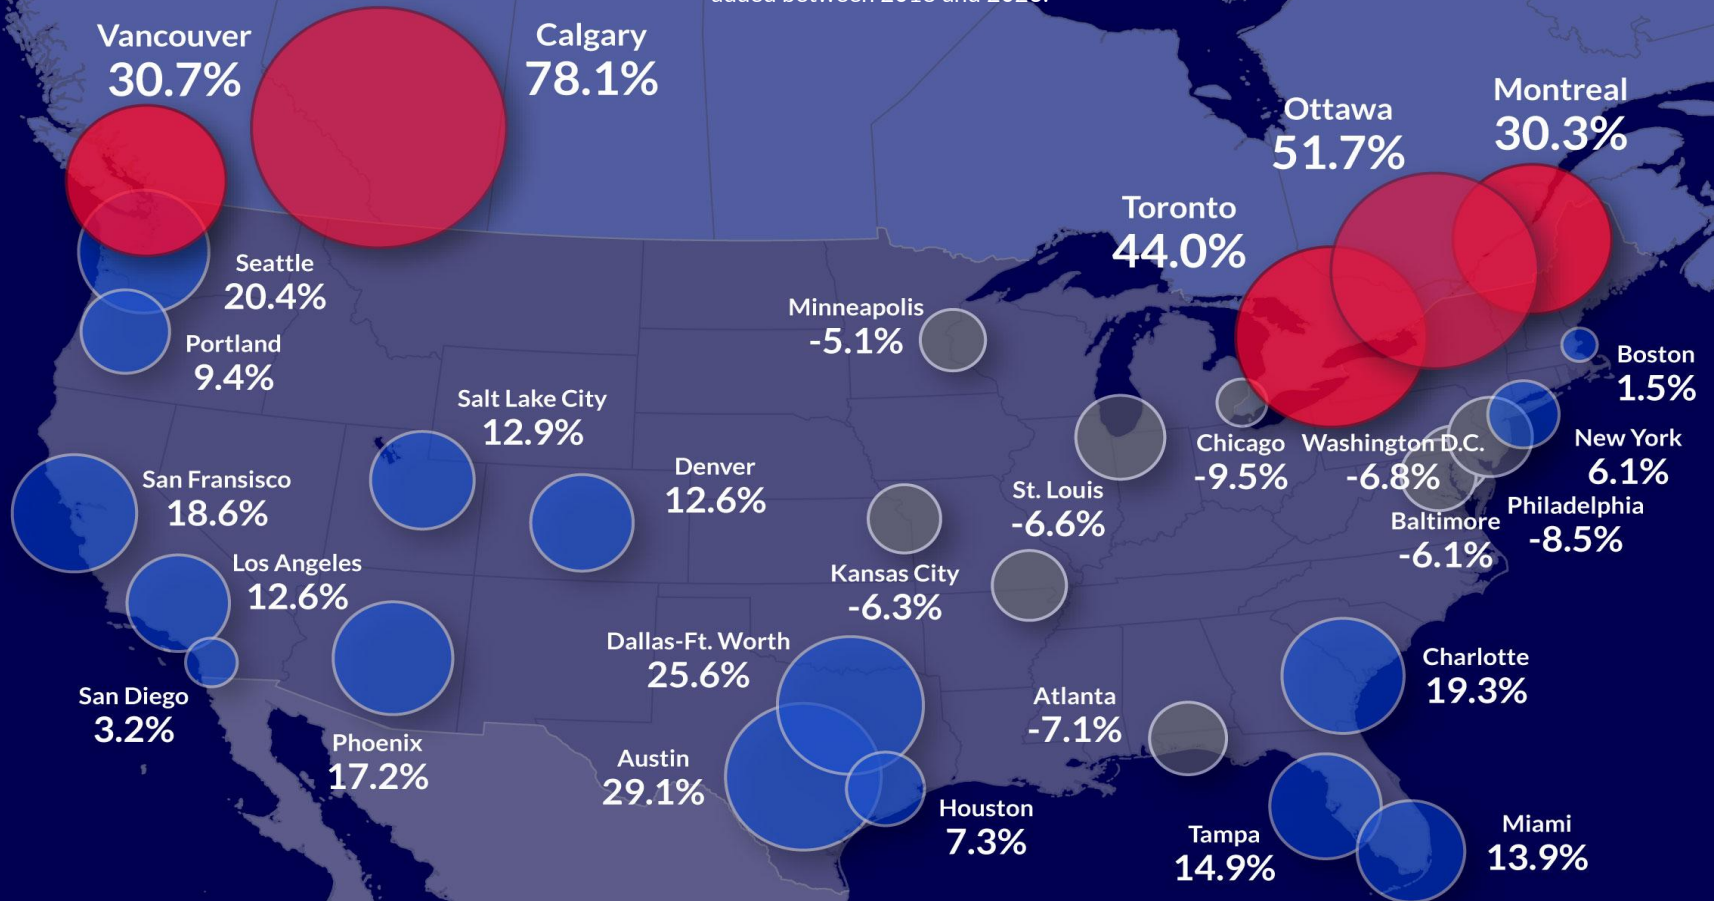 added between 2018 and 2023.
Vancouver
30.7%
Calgary
78.1%
Ottawa
51.7%
Montreal
30.3%
Toronto
44.0%
Seattle
20.4%
Portland
9.4%
Minneapolis
-5.1%
Boston
1.5%
Salt Lake City
12.9%
Denver
12.6%
San Fransisco
18.6%
Los Angeles
12.6%
San Diego
3.2%
Phoenix
17.2%
Chicago
-9.5%
Washington D.C.
-6.8%
New York
6.1%
St. Louis
-6.6%
Baltimore
-6.1%
Philadelphia
-8.5%
Kansas City
-6.3%
Dallas-Ft. Worth
25.6%
Austin
29.1%
Houston
7.3%
Atlanta
-7.1%
Charlotte
19.3%
Tampa
14.9%
Miami
13.9%